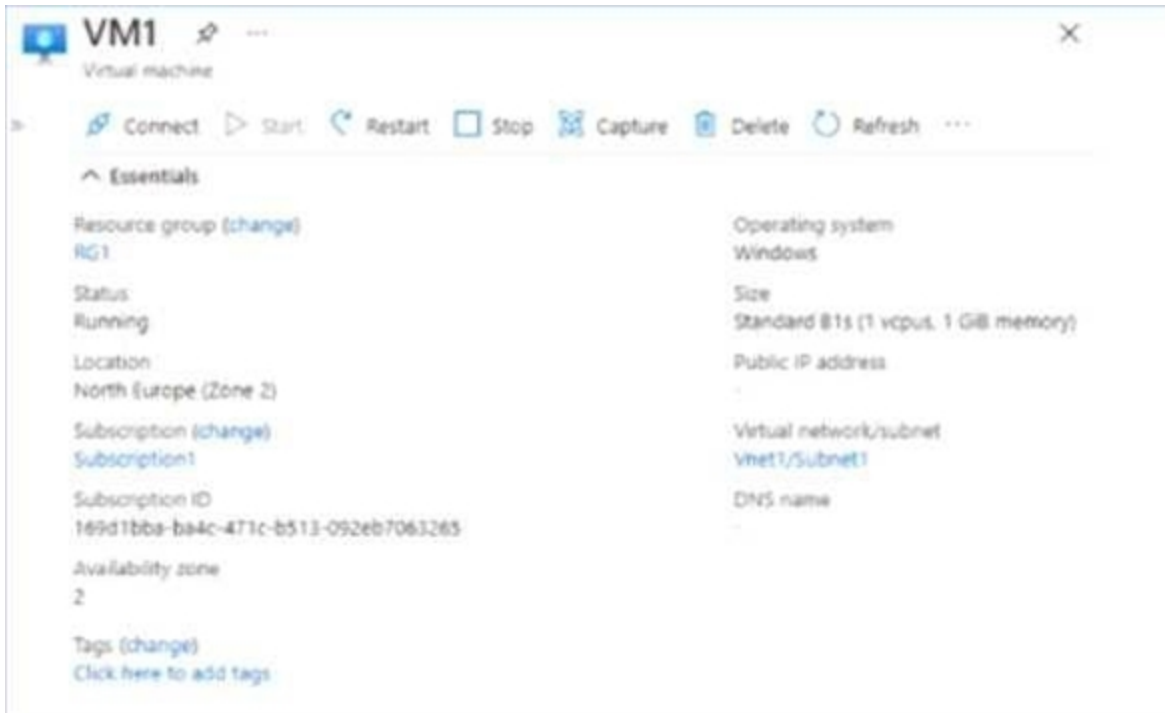 VM1
Virtual machine
Connect Start Restart Stop Capture Delete Refresh
Essentials
Resource group (change)
RG1
Status
Running
Location
North Europe (Zone 2)
Subscription (change)
Subscription1
Subscription ID
169d1bba-ba4c-471c-b513-092eb7063265
Availability zone
2
Tags (change)
Click here to add tags
Operating system
Windows
Size
Standard B1s (1 vcpus, 1 GiB memory)
Public IP address
-
Virtual network/subnet
Vnet1/Subnet1
DNS name
-